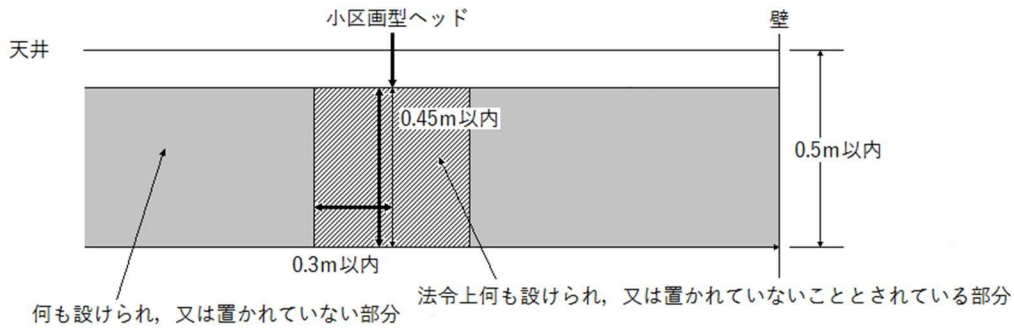 小区画型ヘッド
壁
天井
0.45m以内
0.5m以内
0.3m以内
法令上何も設けられ，又は置かれていないこととされている部分
何も設けられ，又は置かれていない部分